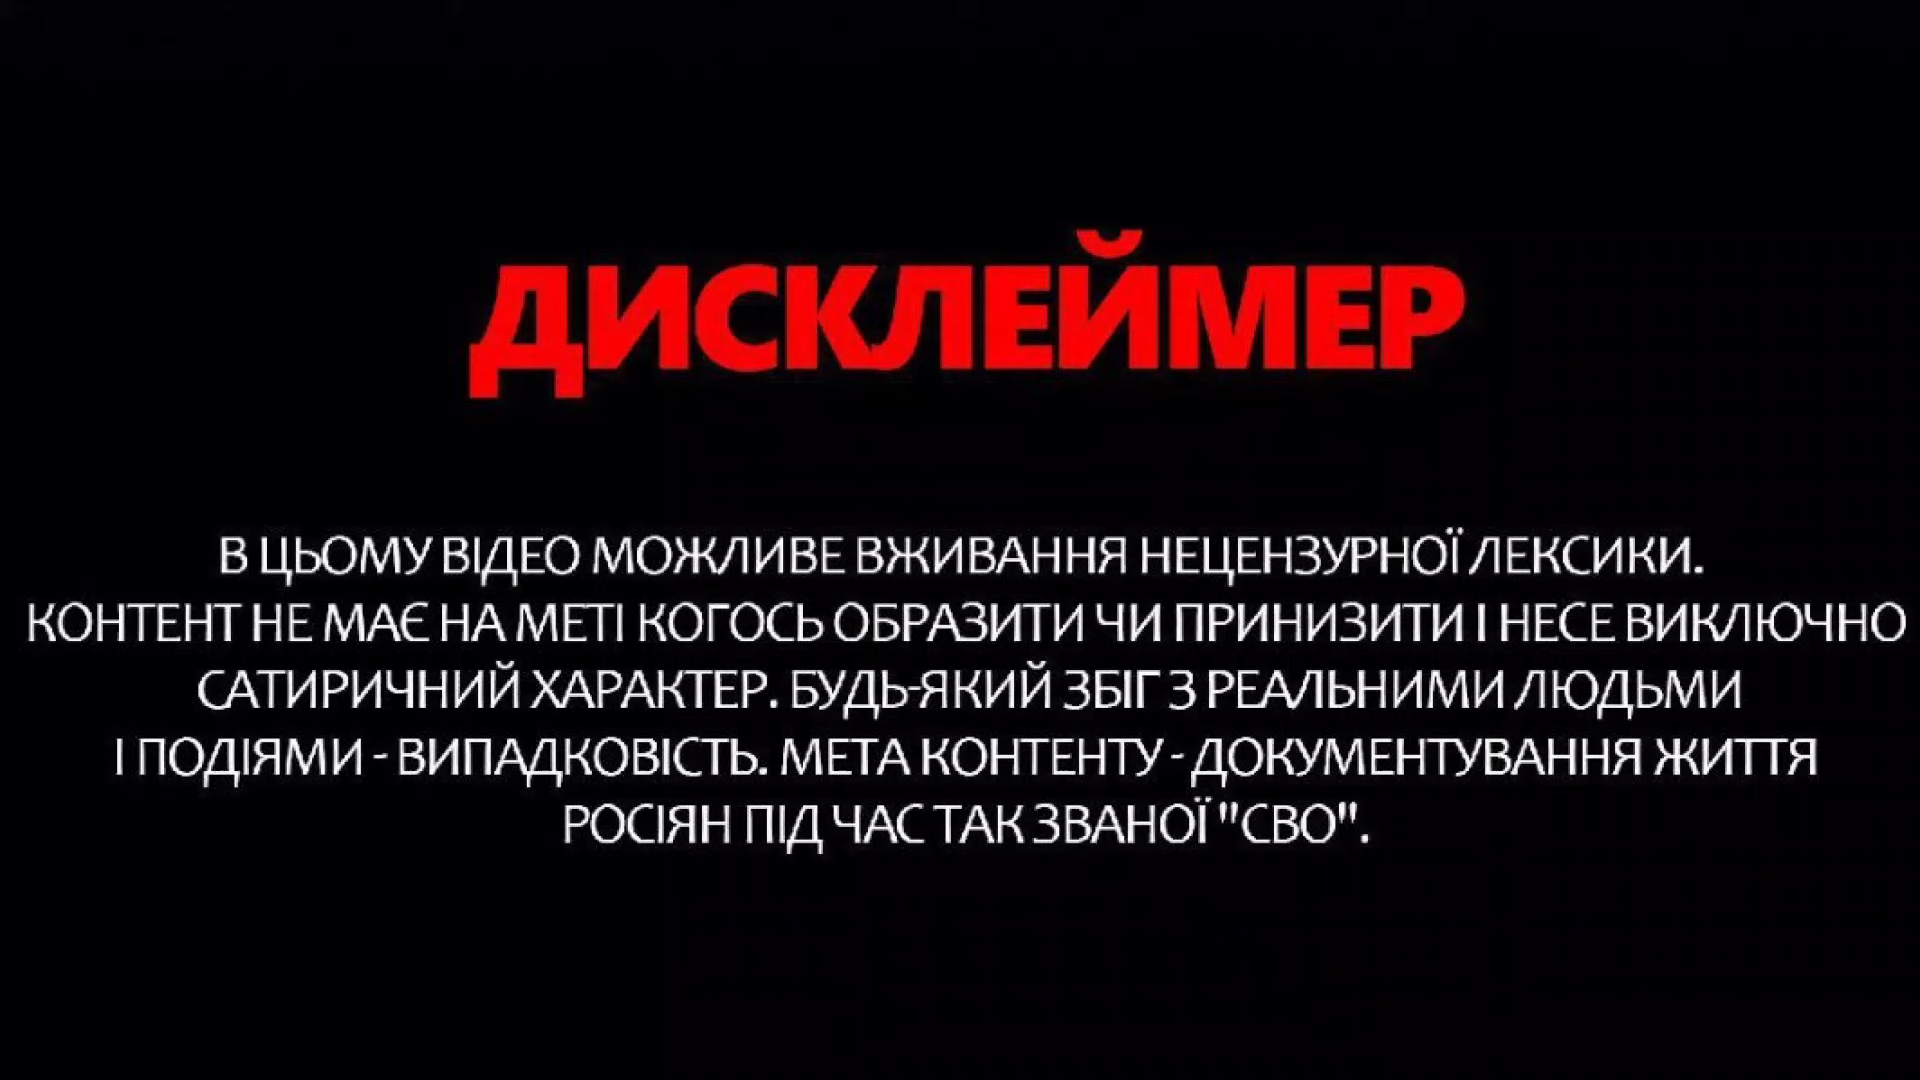 ДИСКЛЕЙМЕР
В ЦЬОМУ ВІДЕО МОЖЛИВЕ ВЖИВАННЯ НЕЦЕНЗУРНОЇ ЛЕКСИКИ.
КОНТЕНТ НЕ МАЄ НА МЕТІ КОГОСЬ ОБРАЗИТИ ЧИ ПРИНИЗИТИ І НЕСЕ ВИКЛЮЧНО
САТИРИЧНИЙ ХАРАКТЕР. БУДЬ-ЯКИЙ ЗБІГ З РЕАЛЬНИМИ ЛЮДЬМИ
І ПОДІЯМИ - ВИПАДКОВІСТЬ. МЕТА КОНТЕНТУ - ДОКУМЕНТУВАННЯ ЖИТТЯ
РОСІЯН ПІД ЧАС ТАК ЗВАНОЇ "СВО".